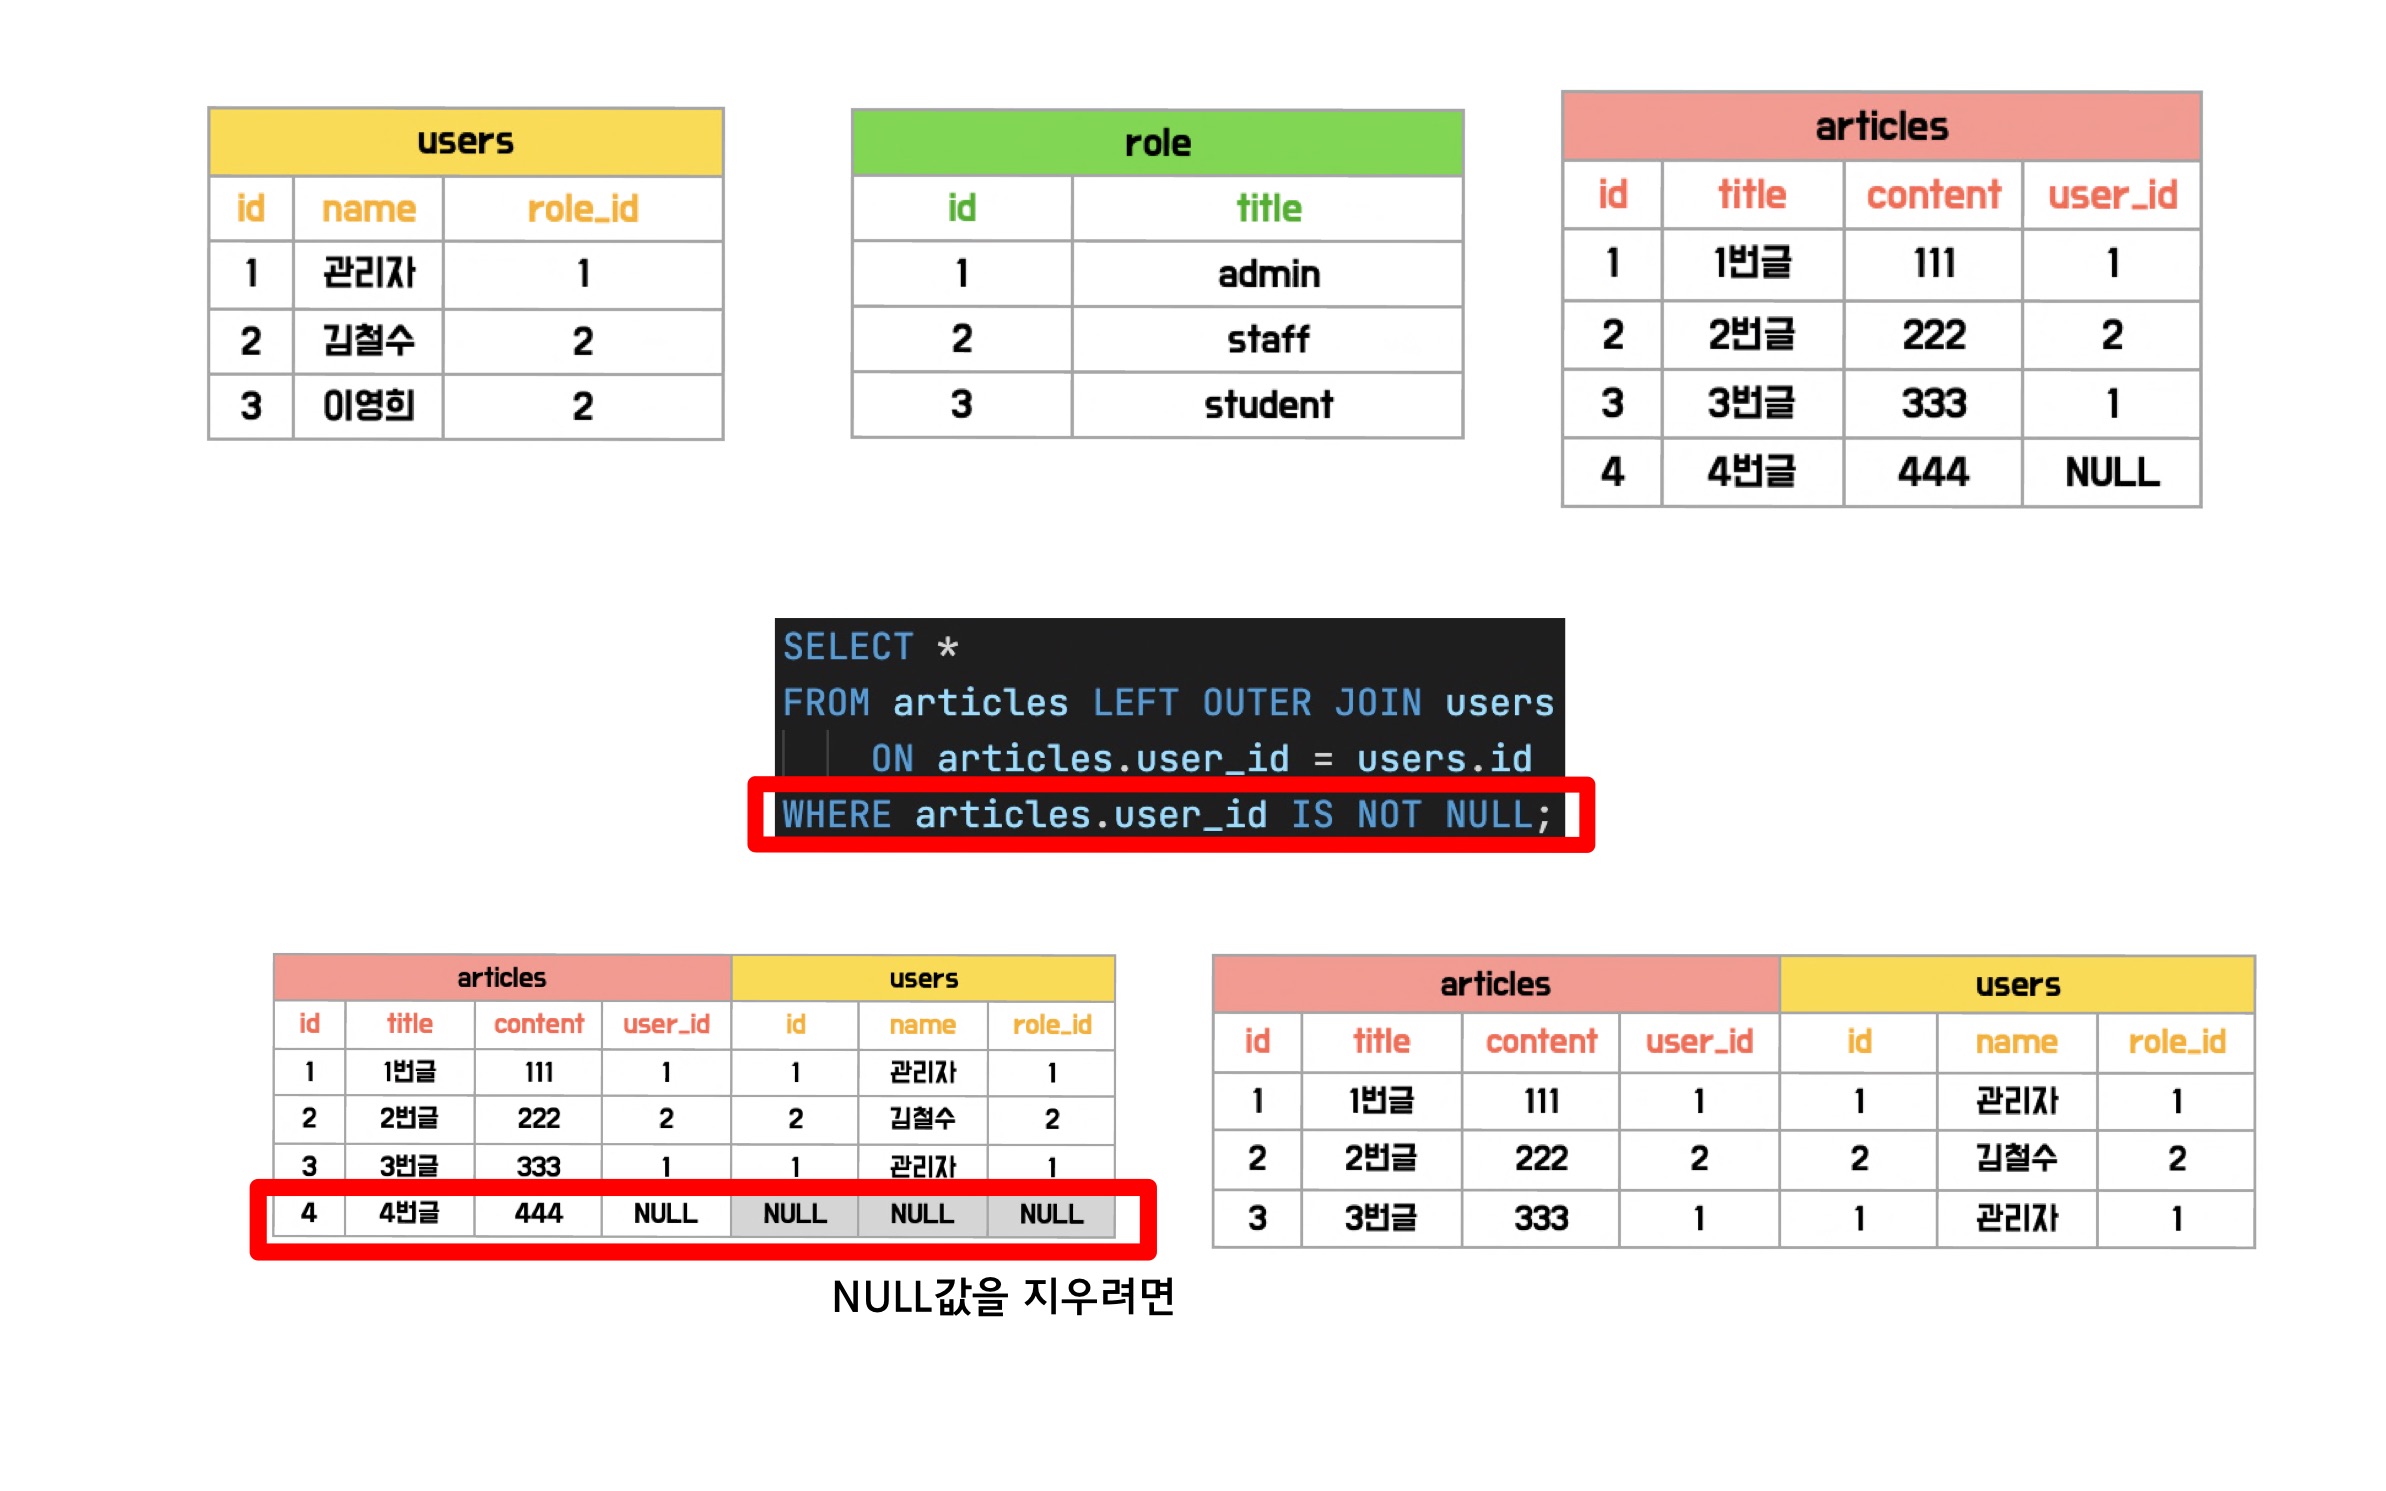 users
id name role_id
1 관리자 1
2 김철수 2
3 이영희 2
role
id title
1 admin
2 staff
3 student
articles
id title content user_id
1 1번글 111 1
2 2번글 222 2
3 3번글 333 1
4 4번글 444 NULL
SELECT *
FROM articles LEFT OUTER JOIN users
ON articles.user_id = users.id
WHERE articles.user_id IS NOT NULL;
articles users
id title content user_id id name role_id
1 1번글 111 1 1 관리자 1
2 2번글 222 2 2 김철수 2
3 3번글 333 1 1 관리자 1
4 4번글 444 NULL NULL NULL NULL
NULL값을 지우려면
articles users
id title content user_id id name role_id
1 1번글 111 1 1 관리자 1
2 2번글 222 2 2 김철수 2
3 3번글 333 1 1 관리자 1